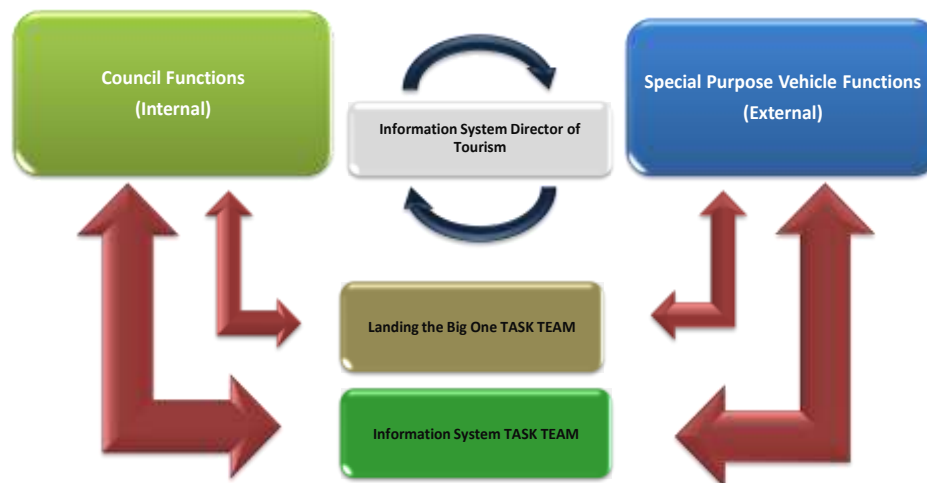 Council Functions
(Internal)
Special Purpose Vehicle Functions
(External)
Information System Director of
Tourism
Landing the Big One TASK TEAM
Information System TASK TEAM